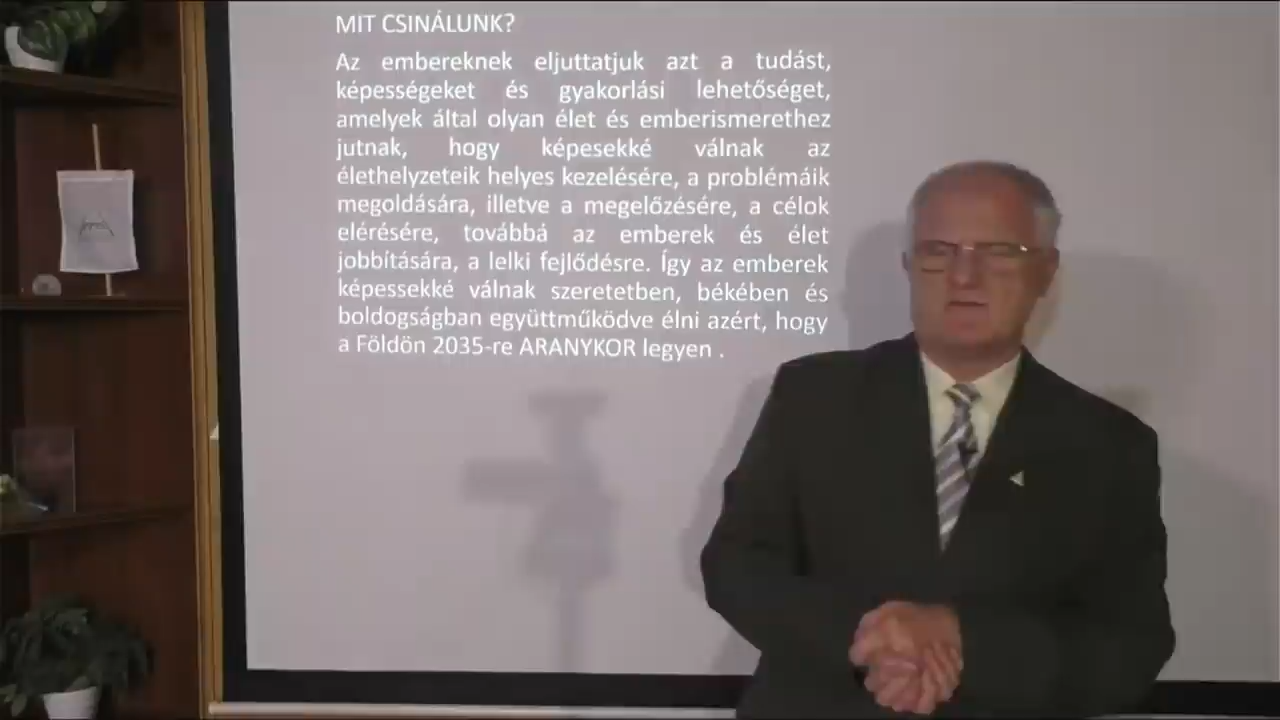 MIT CSINÁLUNK?
Az embereknek eljuttatjuk azt a tudást,
képességeket és gyakorlási lehetőséget,
amelyek által olyan élet és emberismerethez
jutnak, hogy képesekké válnak az
élethelyzeteik helyes kezelésére, a problémáik
megoldására, illetve a megelőzésére, a célok
elérésére, továbbá az emberek és élet
jobbítására, a lelki fejlődésre. Így az emberek
képessekké válnak szeretetben, békében és
boldogságban együttműködve élni azért, hogy
a Földön 2035-re ARANYKOR legyen .